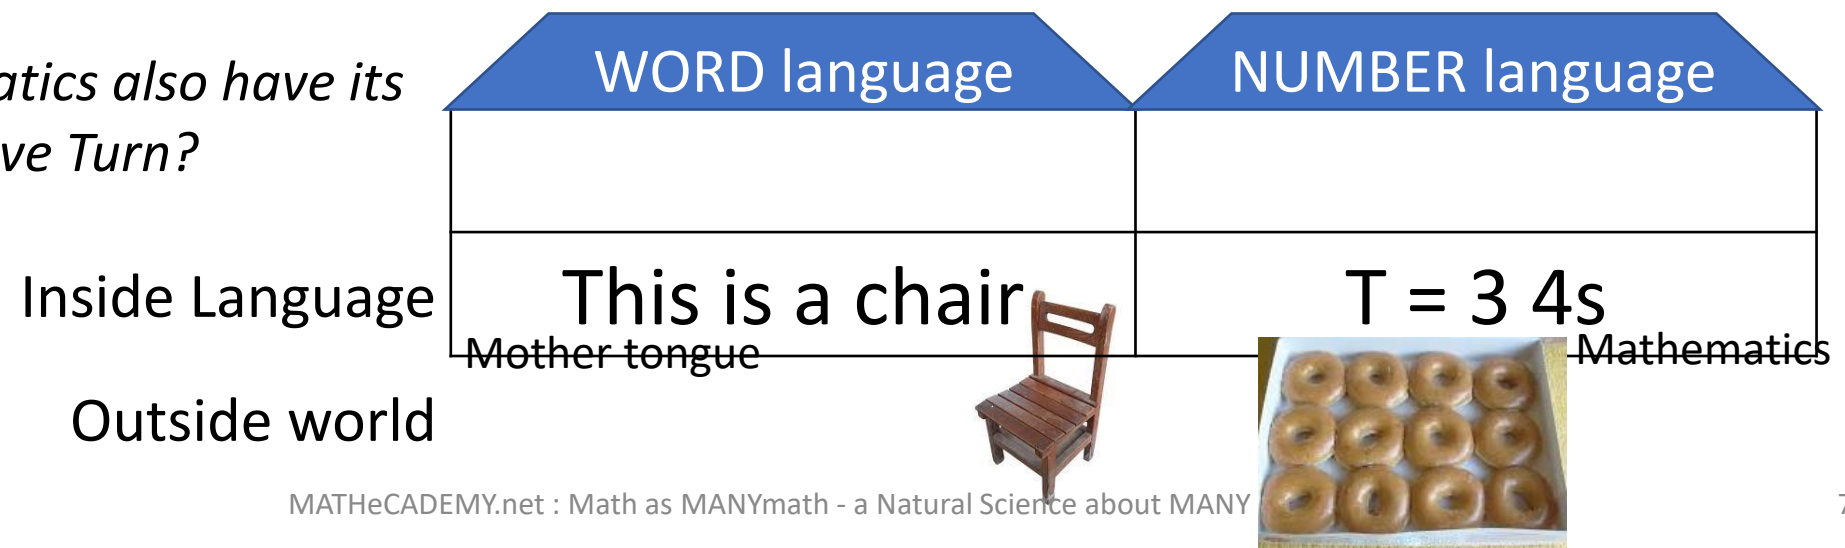 WORD language
NUMBER language
atics also have its
ve Turn?
Inside Language
This is a chair
T = 3 4s
Mother tongue
Mathematics
Outside world
MATHeCADEMY.net : Math as MANYmath - a Natural Science about MANY
7